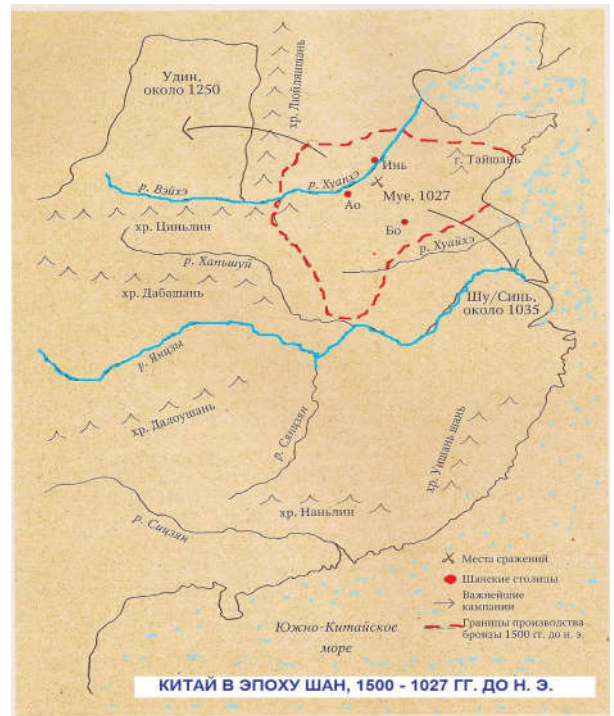 Удин,
около 1250
хр. Люйляншань
г. Тайшань
Инь
р. Хуанхэ
р. Вэйхэ
Муе, 1027
Ао
Бо
хр. Циньлин
р. Хуайхэ
р. Ханьшуй
хр. Дабашань
Шу/Синь,
около 1035
р. Янцзы
хр. Далоушань
р. Сянцзян
хр. Уишань шань
хр. Наньлин
р. Сицзян
Места сражений
Шанские столицы
Важнейшие
кампании
Границы производства
бронзы 1500 гг. до н. э.
Южно-Китайское
море
КИТАЙ В ЭПОХУ ШАН, 1500 - 1027 ГГ. ДО Н. Э.